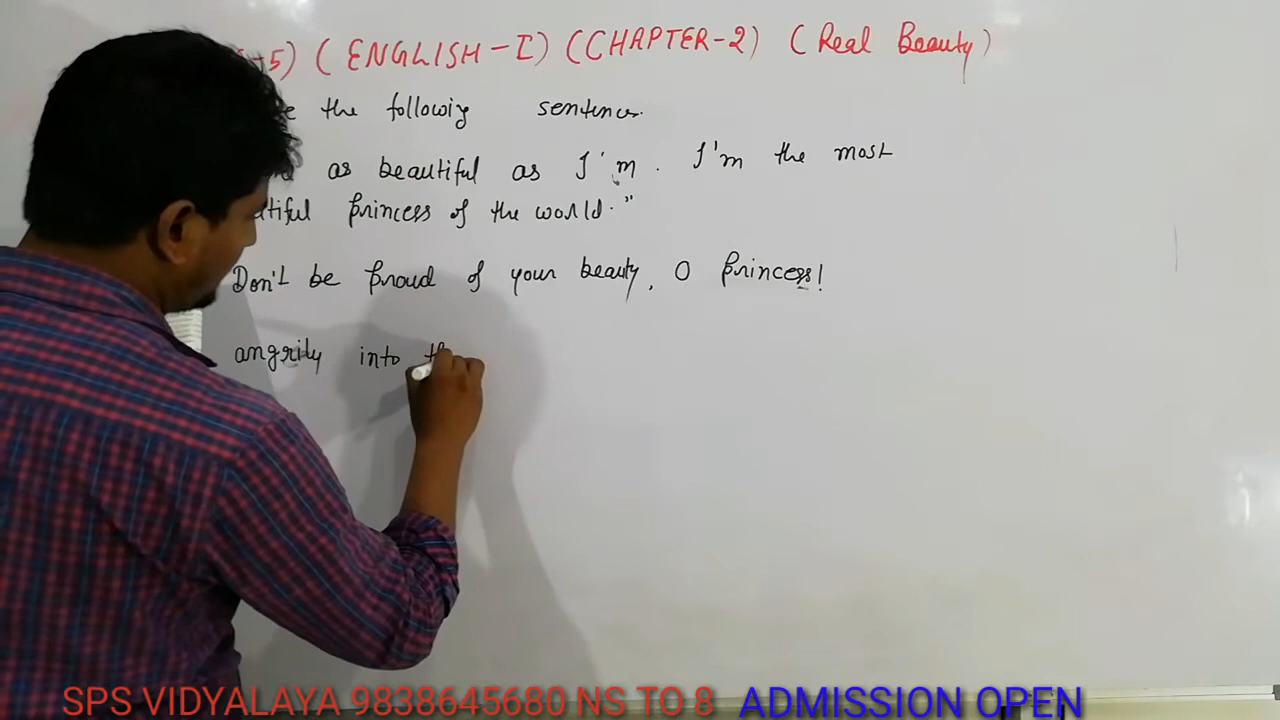 -5) (ENGLISH-I) (CHAPTER-2) (Real Beauty)
the following sentences.
as beautiful as I'm. I'm the most
princess of the world."
Don't be proud of your beauty, O princess!
angrily into
SPS VIDYALAYA 9838645680 NS TO 8 ADMISSION OPEN